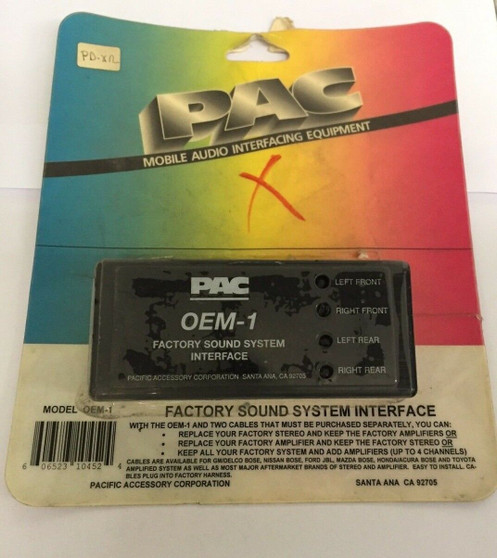 PD-XR
PAC
MOBILE AUDIO INTERFACING EQUIPMENT
X
PAC
OEM-1
FACTORY SOUND SYSTEM
INTERFACE
PACIFIC ACCESSORY CORPORATION SANTA ANA, CA 92705
LEFT FRONT
RIGHT FRONT
LEFT REAR
RIGHT REAR
MODEL OEM-1
FACTORY SOUND SYSTEM INTERFACE
WITH THE OEM-1 AND TWO CABLES THAT MUST BE PURCHASED SEPARATELY, YOU CAN:
• REPLACE YOUR FACTORY STEREO AND KEEP THE FACTORY AMPLIFIERS OR
• REPLACE YOUR FACTORY AMPLIFIER AND KEEP THE FACTORY STEREO OR
• KEEP ALL YOUR FACTORY SYSTEM AND ADD AMPLIFIERS (UP TO 4 CHANNELS)
CABLES ARE AVAILABLE FOR GM/DELCO BOSE, NISSAN BOSE, FORD JBL, MAZDA BOSE, HONDA/ACURA BOSE AND TOYOTA
AMPLIFIED SYSTEM AS WELL AS MOST MAJOR AFTERMARKET BRANDS OF STEREO AND AMPLIFIER. EASY TO INSTALL. CA-
BLES PLUG INTO FACTORY HARNESS.
6 06523 10452 4
PACIFIC ACCESSORY CORPORATION
SANTA ANA CA 92705